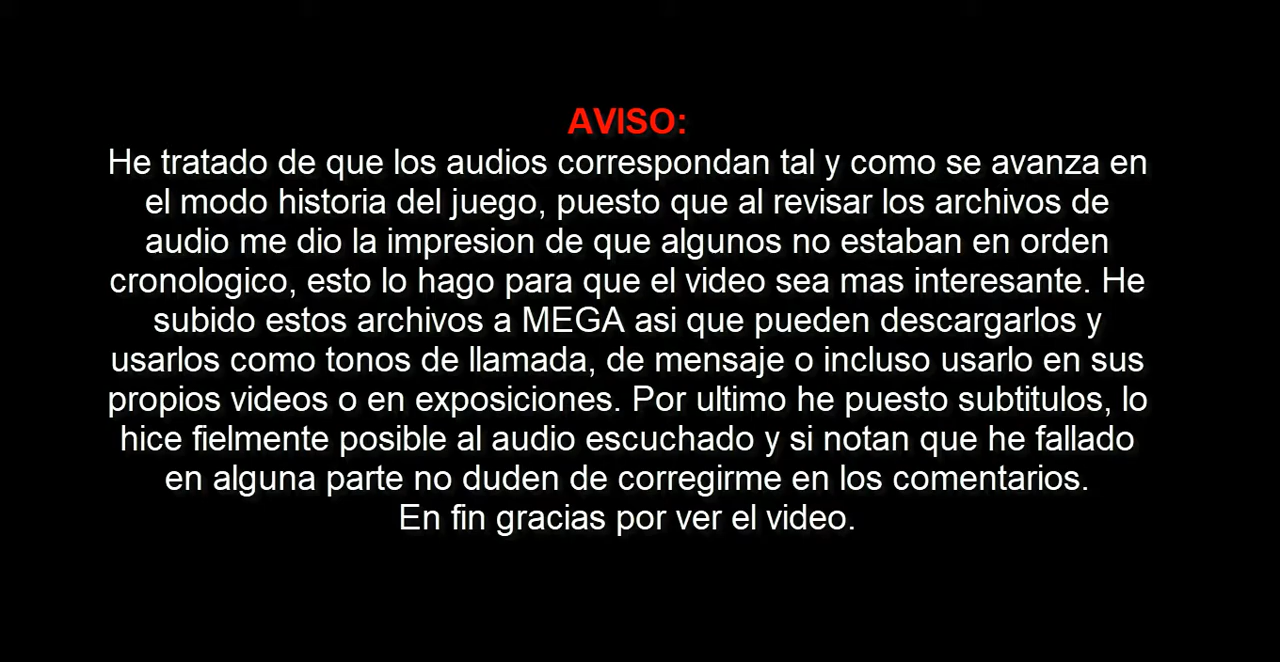 AVISO:
He tratado de que los audios correspondan tal y como se avanza en
el modo historia del juego, puesto que al revisar los archivos de
audio me dio la impresion de que algunos no estaban en orden
cronologico, esto lo hago para que el video sea mas interesante. He
subido estos archivos a MEGA asi que pueden descargarlos y
usarlos como tonos de llamada, de mensaje o incluso usarlo en sus
propios videos o en exposiciones. Por ultimo he puesto subtitulos, lo
hice fielmente posible al audio escuchado y si notan que he fallado
en alguna parte no duden de corregirme en los comentarios.
En fin gracias por ver el video.